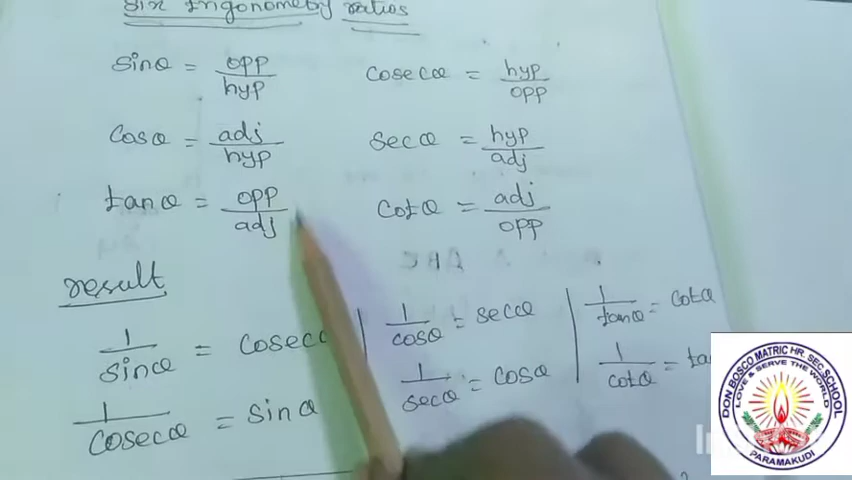 Six trigonometry ratios
sinθ = opp/hyp cosecθ = hyp/opp
cosθ = adj/hyp secθ = hyp/adj
tanθ = opp/adj cotθ = adj/opp
result
1/sinθ = cosecθ | 1/cosθ = secθ | 1/tanθ = cotθ
1/cosecθ = sinθ 1/secθ = cosθ 1/cotθ = ta
DON BOSCO MATRIC HR. SEC SCHOOL
LOVE & SERVE THE WORLD
PARAMAKUDI